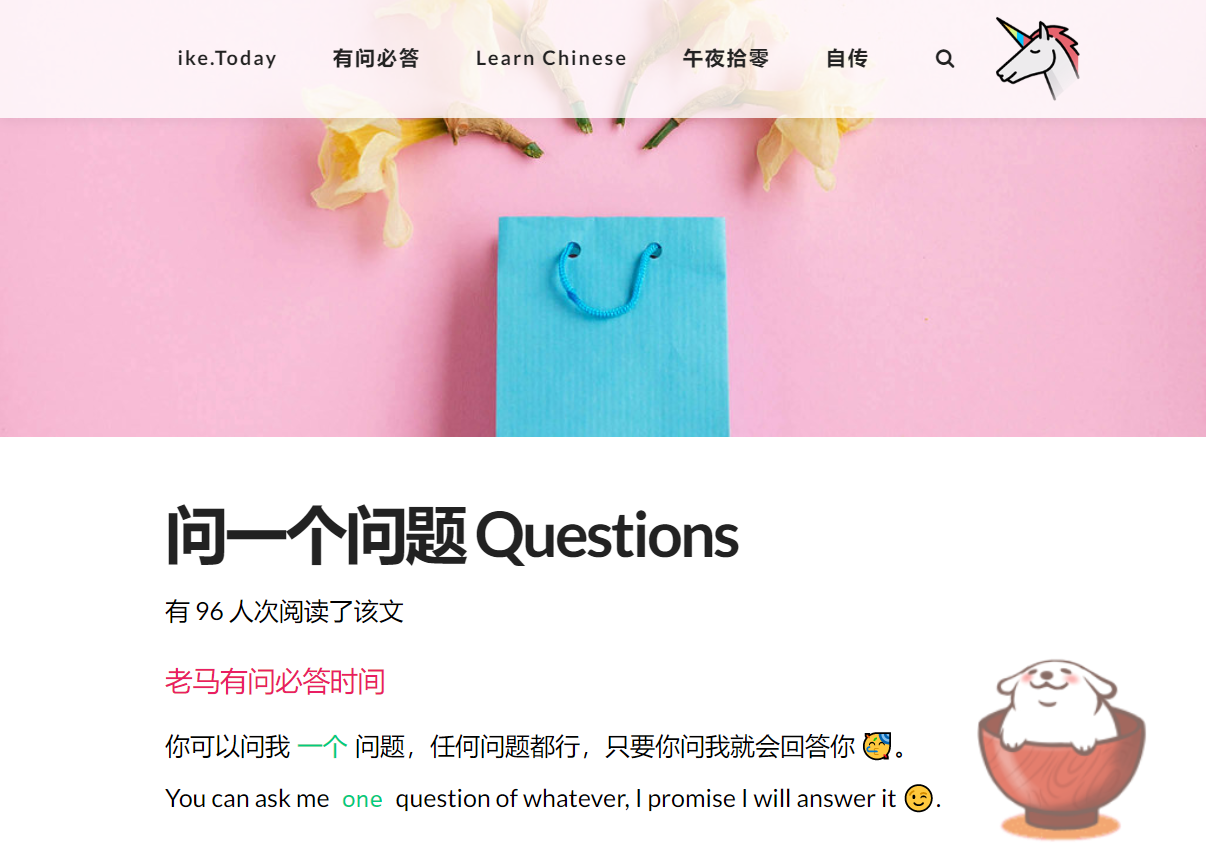 ike.Today 有问必答 Learn Chinese 午夜拾零 自传
问一个问题 Questions
有 96 人次阅读了该文
老马有问必答时间
你可以问我 一个 问题，任何问题都行，只要你问我就会回答你 🥳。
You can ask me one question of whatever, I promise I will answer it 😉.